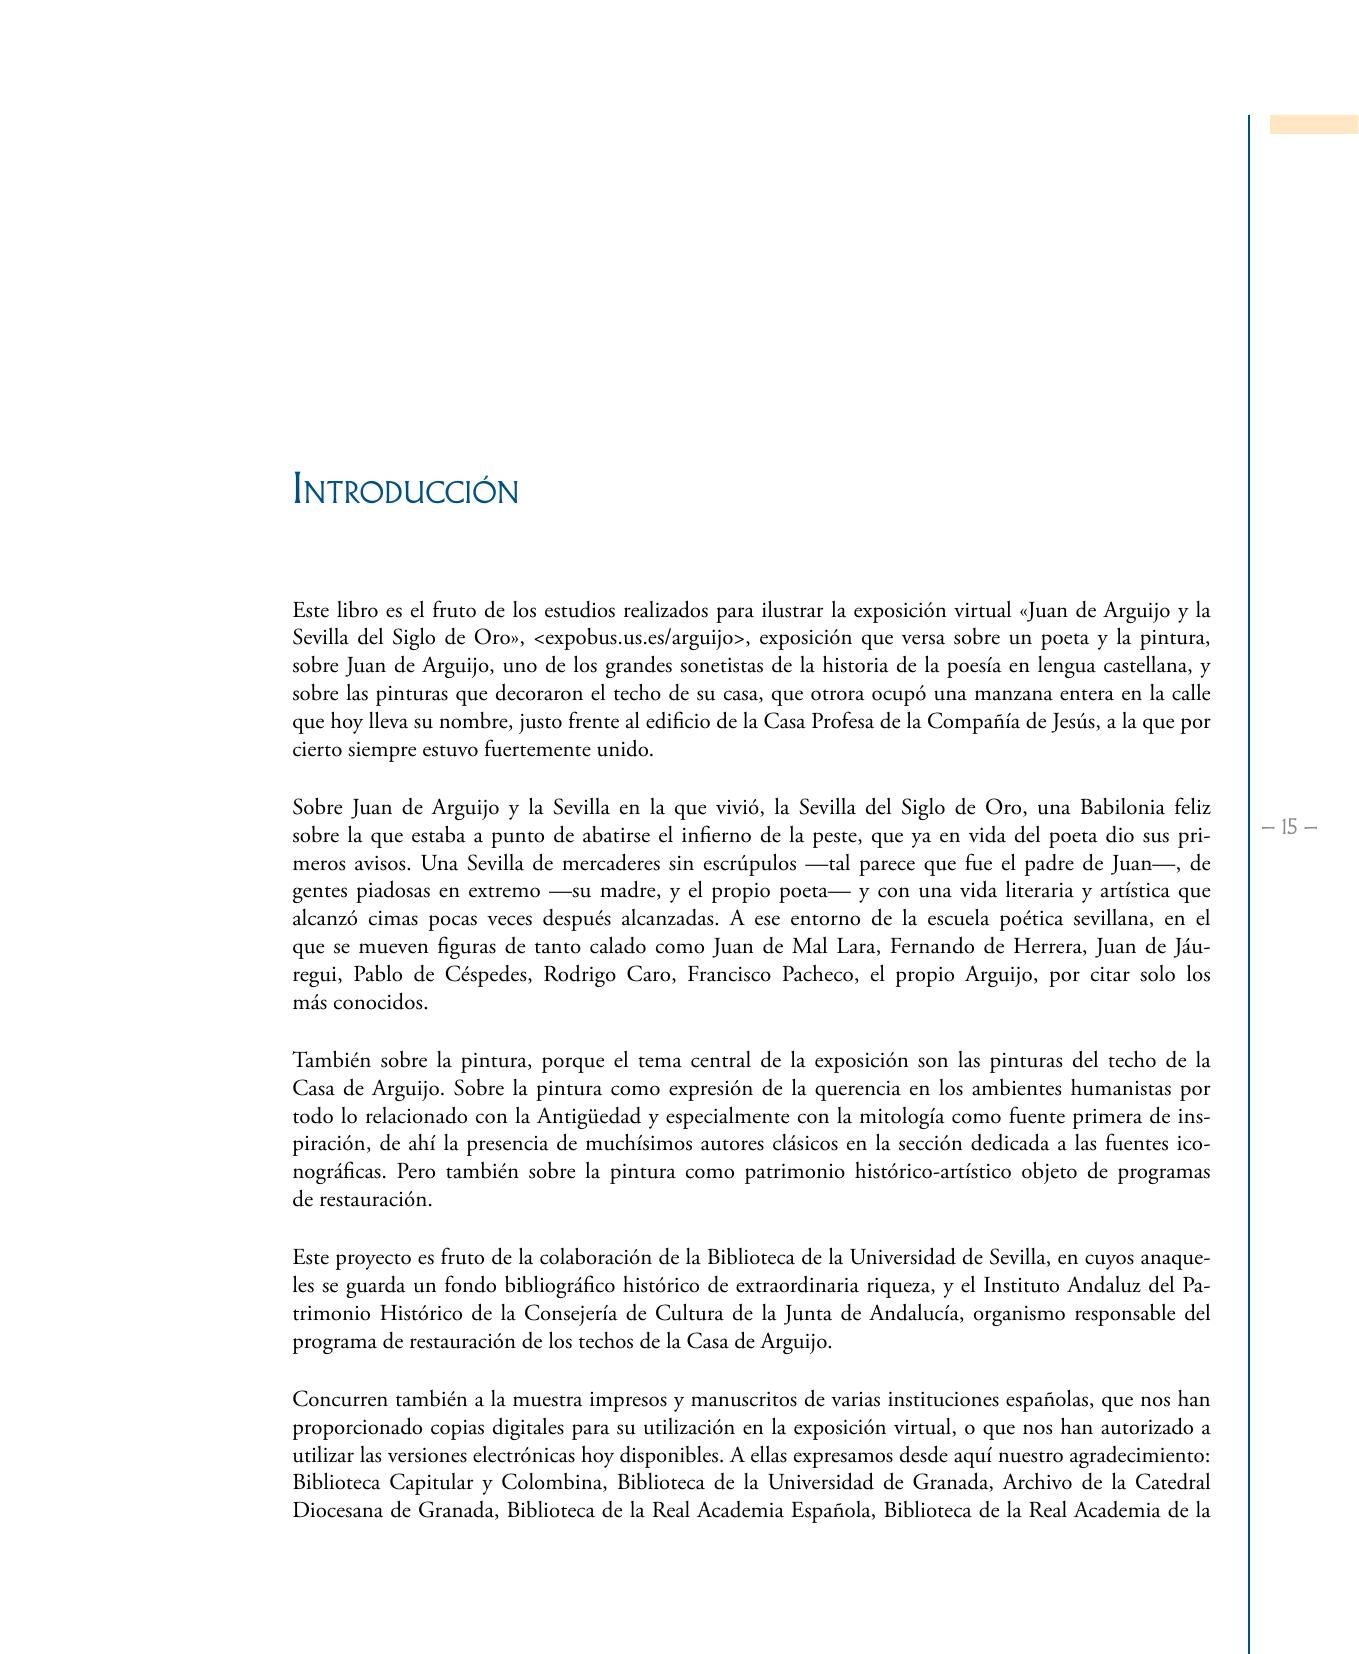 Introducción
Este libro es el fruto de los estudios realizados para ilustrar la exposición virtual «Juan de Arguijo y la
Sevilla del Siglo de Oro», <expobus.us.es/arguijo>, exposición que versa sobre un poeta y la pintura,
sobre Juan de Arguijo, uno de los grandes sonetistas de la historia de la poesía en lengua castellana, y
sobre las pinturas que decoraron el techo de su casa, que otrora ocupó una manzana entera en la calle
que hoy lleva su nombre, justo frente al edificio de la Casa Profesa de la Compañía de Jesús, a la que por
cierto siempre estuvo fuertemente unido.
Sobre Juan de Arguijo y la Sevilla en la que vivió, la Sevilla del Siglo de Oro, una Babilonia feliz
sobre la que estaba a punto de abatirse el infierno de la peste, que ya en vida del poeta dio sus pri-
meros avisos. Una Sevilla de mercaderes sin escrúpulos —tal parece que fue el padre de Juan—, de
gentes piadosas en extremo —su madre, y el propio poeta— y con una vida literaria y artística que
alcanzó cimas pocas veces después alcanzadas. A ese entorno de la escuela poética sevillana, en el
que se mueven figuras de tanto calado como Juan de Mal Lara, Fernando de Herrera, Juan de Jáu-
regui, Pablo de Céspedes, Rodrigo Caro, Francisco Pacheco, el propio Arguijo, por citar solo los
más conocidos.
También sobre la pintura, porque el tema central de la exposición son las pinturas del techo de la
Casa de Arguijo. Sobre la pintura como expresión de la querencia en los ambientes humanistas por
todo lo relacionado con la Antigüedad y especialmente con la mitología como fuente primera de ins-
piración, de ahí la presencia de muchísimos autores clásicos en la sección dedicada a las fuentes ico-
nográficas. Pero también sobre la pintura como patrimonio histórico-artístico objeto de programas
de restauración.
Este proyecto es fruto de la colaboración de la Biblioteca de la Universidad de Sevilla, en cuyos anaque-
les se guarda un fondo bibliográfico histórico de extraordinaria riqueza, y el Instituto Andaluz del Pa-
trimonio Histórico de la Consejería de Cultura de la Junta de Andalucía, organismo responsable del
programa de restauración de los techos de la Casa de Arguijo.
Concurren también a la muestra impresos y manuscritos de varias instituciones españolas, que nos han
proporcionado copias digitales para su utilización en la exposición virtual, o que nos han autorizado a
utilizar las versiones electrónicas hoy disponibles. A ellas expresamos desde aquí nuestro agradecimiento:
Biblioteca Capitular y Colombina, Biblioteca de la Universidad de Granada, Archivo de la Catedral
Diocesana de Granada, Biblioteca de la Real Academia Española, Biblioteca de la Real Academia de la
– 15 –